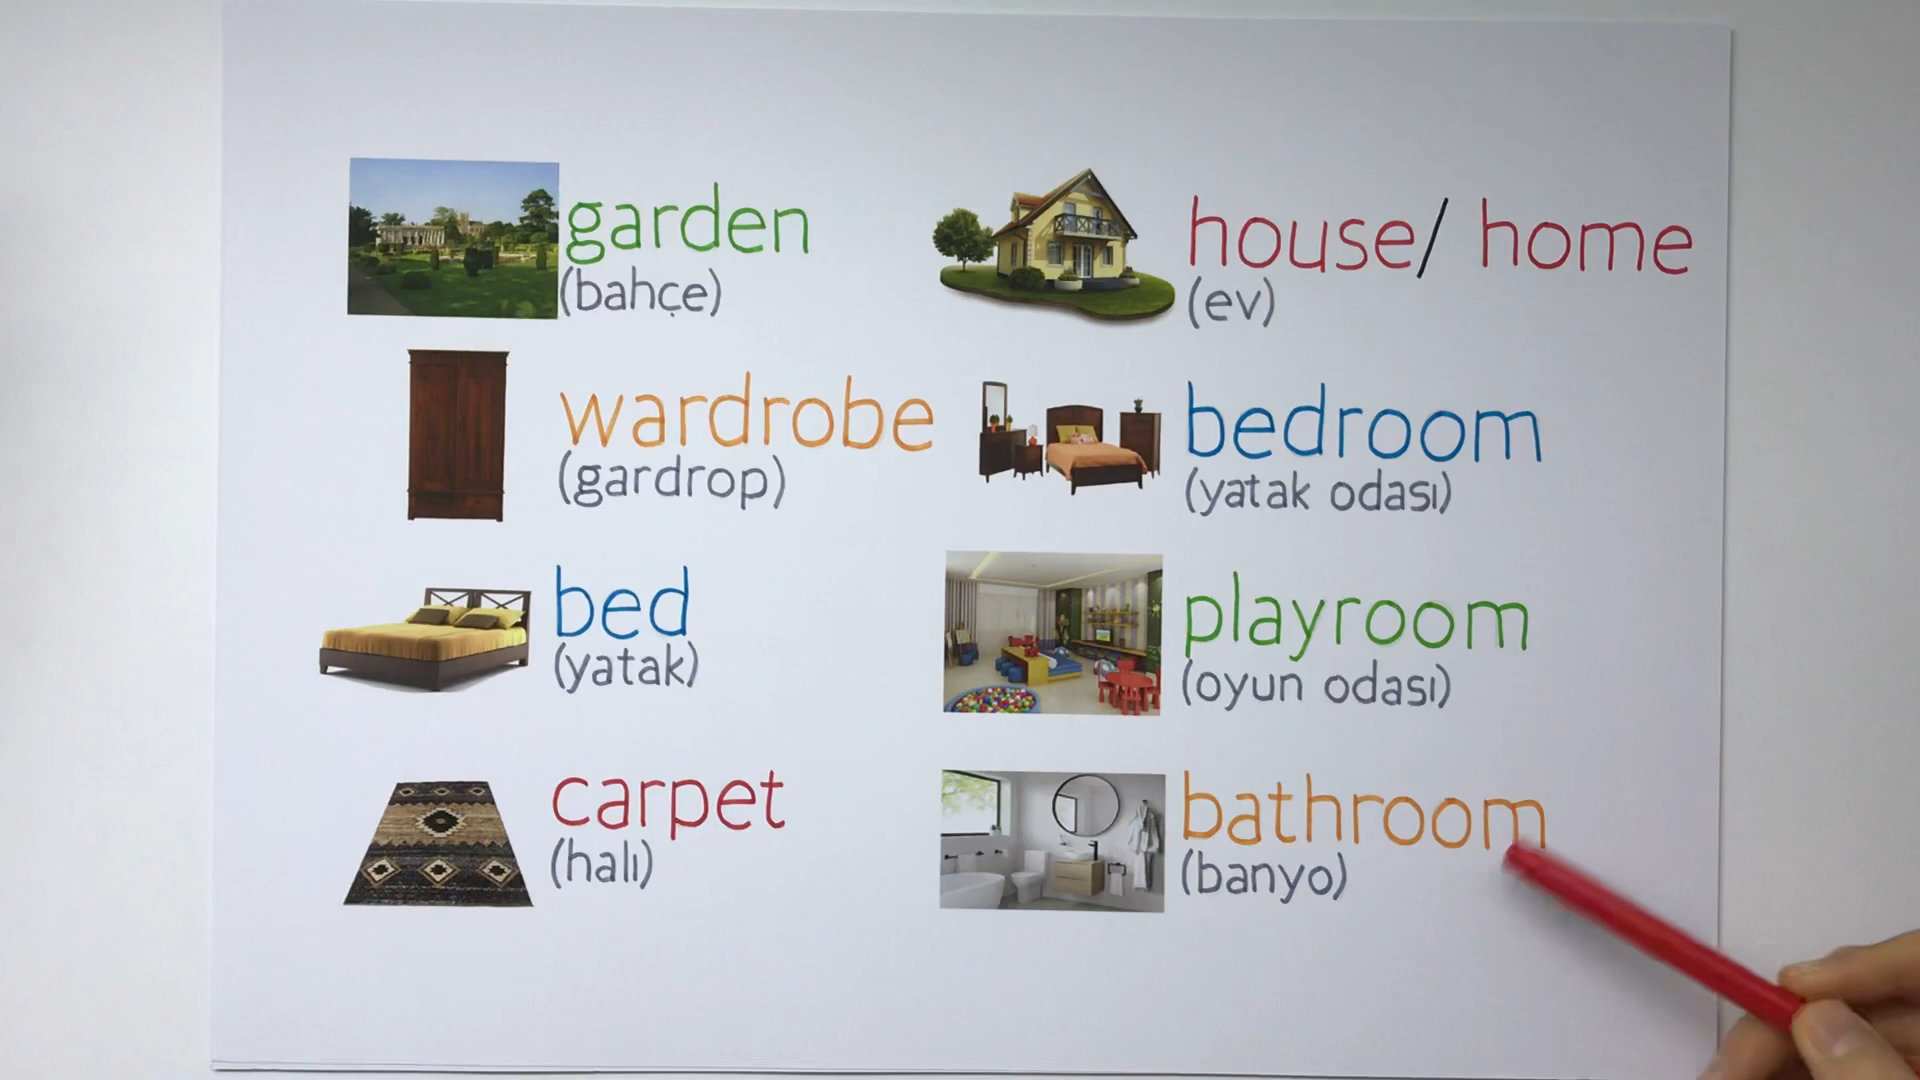 garden
(bahçe)
house/ home
(ev)
wardrobe
(gardrop)
bedroom
(yatak odası)
bed
(yatak)
playroom
(oyun odası)
carpet
(halı)
bathroom
(banyo)